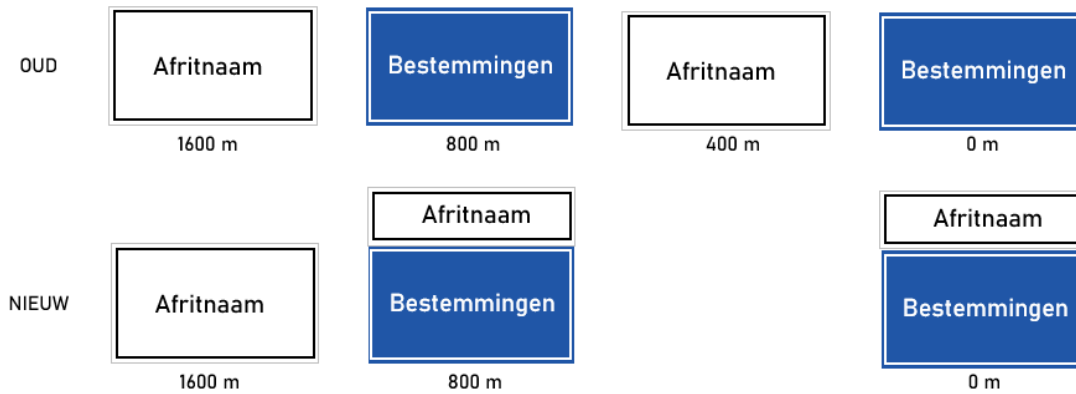 OUD
Afritnaam
Bestemmingen
Afritnaam
Bestemmingen
1600 m
800 m
400 m
0 m
Afritnaam
Afritnaam
NIEUW
Afritnaam
Bestemmingen
Bestemmingen
1600 m
800 m
0 m